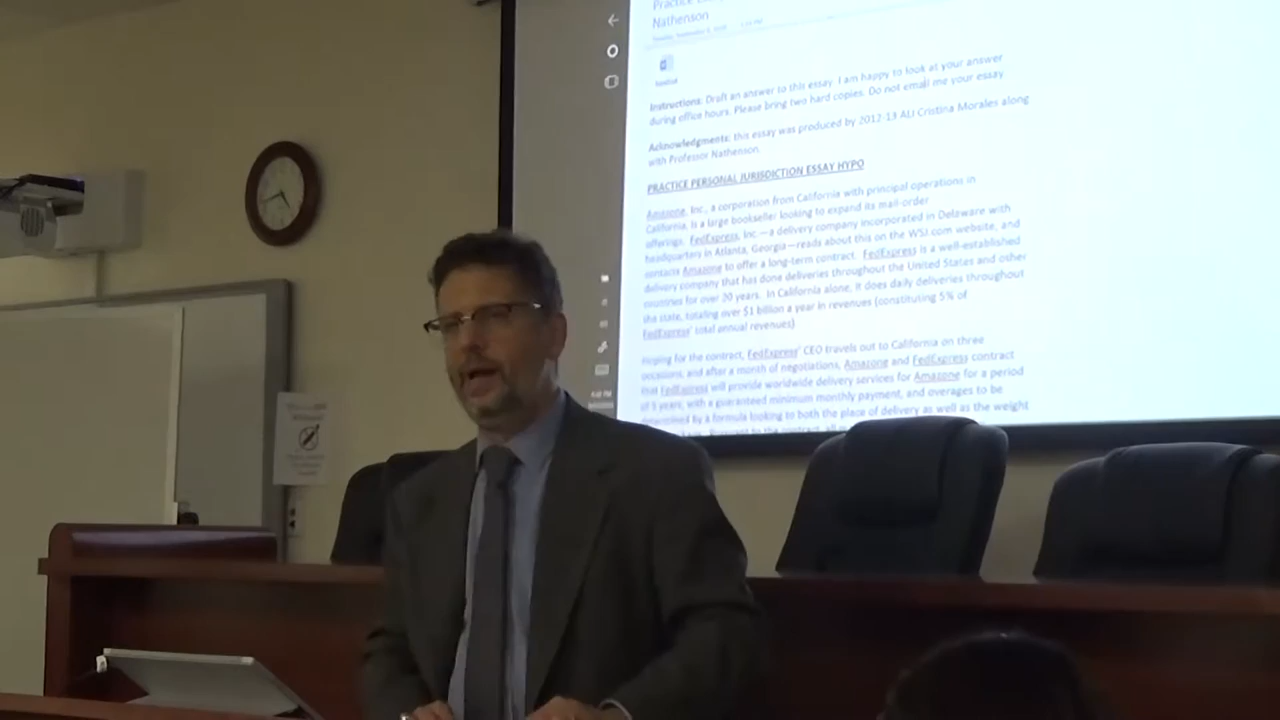 Practice
Nathenson
Instructions: Draft an answer to this essay. I am happy to look at your answer
during office hours. Please bring two hard copies. Do not email me your essay.
Acknowledgments: this essay was produced by 2012-13 ALI Cristina Morales along
with Professor Nathenson.
PRACTICE PERSONAL JURISDICTION ESSAY HYPO
Amazone, Inc., a corporation from California with principal operations in
California, is a large bookseller looking to expand its mail-order
offerings. FedExpress, Inc.—a delivery company incorporated in Delaware with
headquarters in Atlanta, Georgia—reads about this on the WSJ.com website, and
contacts Amazone to offer a long-term contract. FedExpress is a well-established
delivery company that has done deliveries throughout the United States and other
countries for over 20 years. In California alone, it does daily deliveries throughout
the state, totaling over $1 billion a year in revenues (constituting 5% of
FedExpress' total annual revenues)
Hoping for the contract, FedExpress' CEO travels out to California on three
occasions, and after a month of negotiations, Amazone and FedExpress contract
that FedExpress will provide worldwide delivery services for Amazone for a period
of 5 years, with a guaranteed minimum monthly payment, and overages to be
determined by a formula looking to both the place of delivery as well as the weight
Pursuant to the contract, all